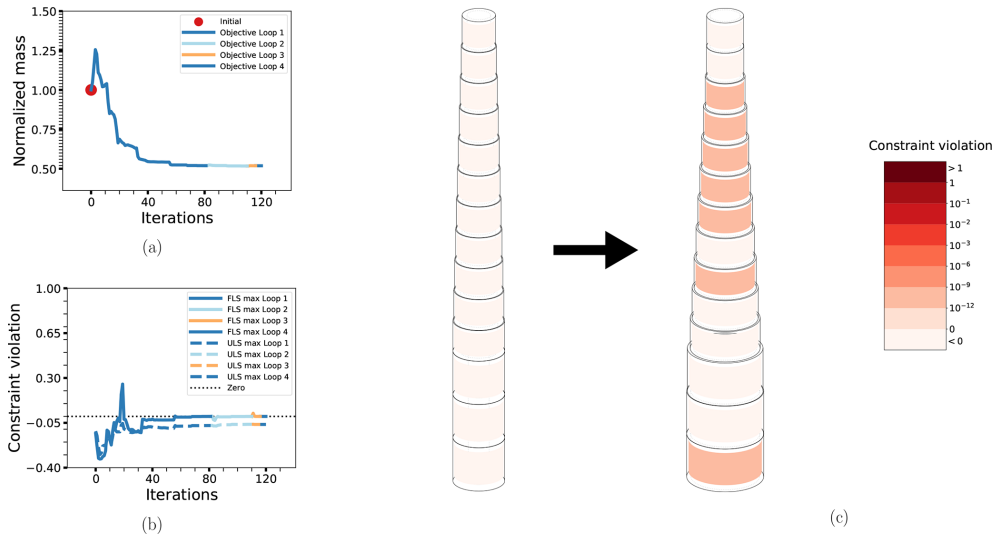 1.50
1.25
1.00
0.75
0.50
Normalized mass
Initial
Objective Loop 1
Objective Loop 2
Objective Loop 3
Objective Loop 4
0
40
80
120
Iterations
(a)
1.00
0.65
0.30
−0.05
−0.40
Constraint violation
FLS max Loop 1
FLS max Loop 2
FLS max Loop 3
FLS max Loop 4
ULS max Loop 1
ULS max Loop 2
ULS max Loop 3
ULS max Loop 4
Zero
0
40
80
120
Iterations
(b)
Constraint violation
> 1
1
10⁻¹
10⁻²
10⁻³
10⁻⁶
10⁻⁹
10⁻¹²
0
< 0
(c)